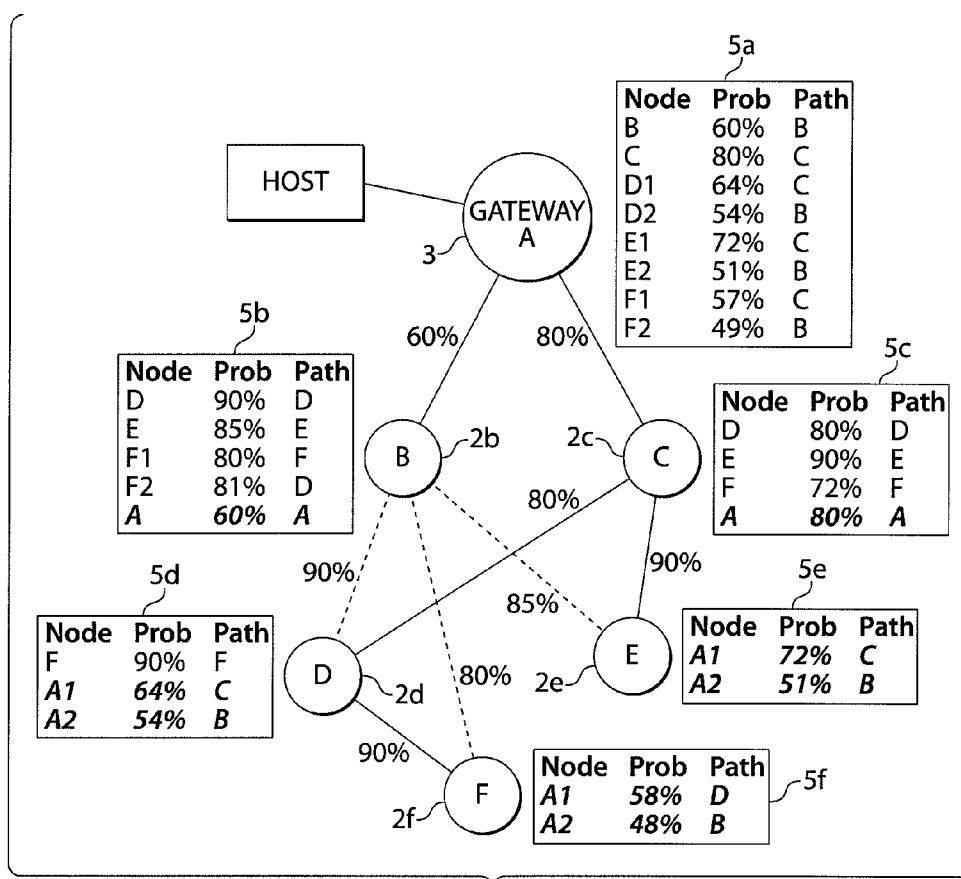 5a
Node Prob Path
B 60% B
C 80% C
D1 64% C
D2 54% B
E1 72% C
E2 51% B
F1 57% C
F2 49% B
HOST
GATEWAY
A
3
60%
80%
5b
Node Prob Path
D 90% D
E 85% E
F1 80% F
F2 81% D
A 60% A
5c
Node Prob Path
D 80% D
E 90% E
F 72% F
A 80% A
B
2b
2c
C
80%
90%
90%
85%
80%
5d
Node Prob Path
F 90% F
A1 64% C
A2 54% B
5e
Node Prob Path
A1 72% C
A2 51% B
D
2d
E
2e
90%
F
2f
5f
Node Prob Path
A1 58% D
A2 48% B